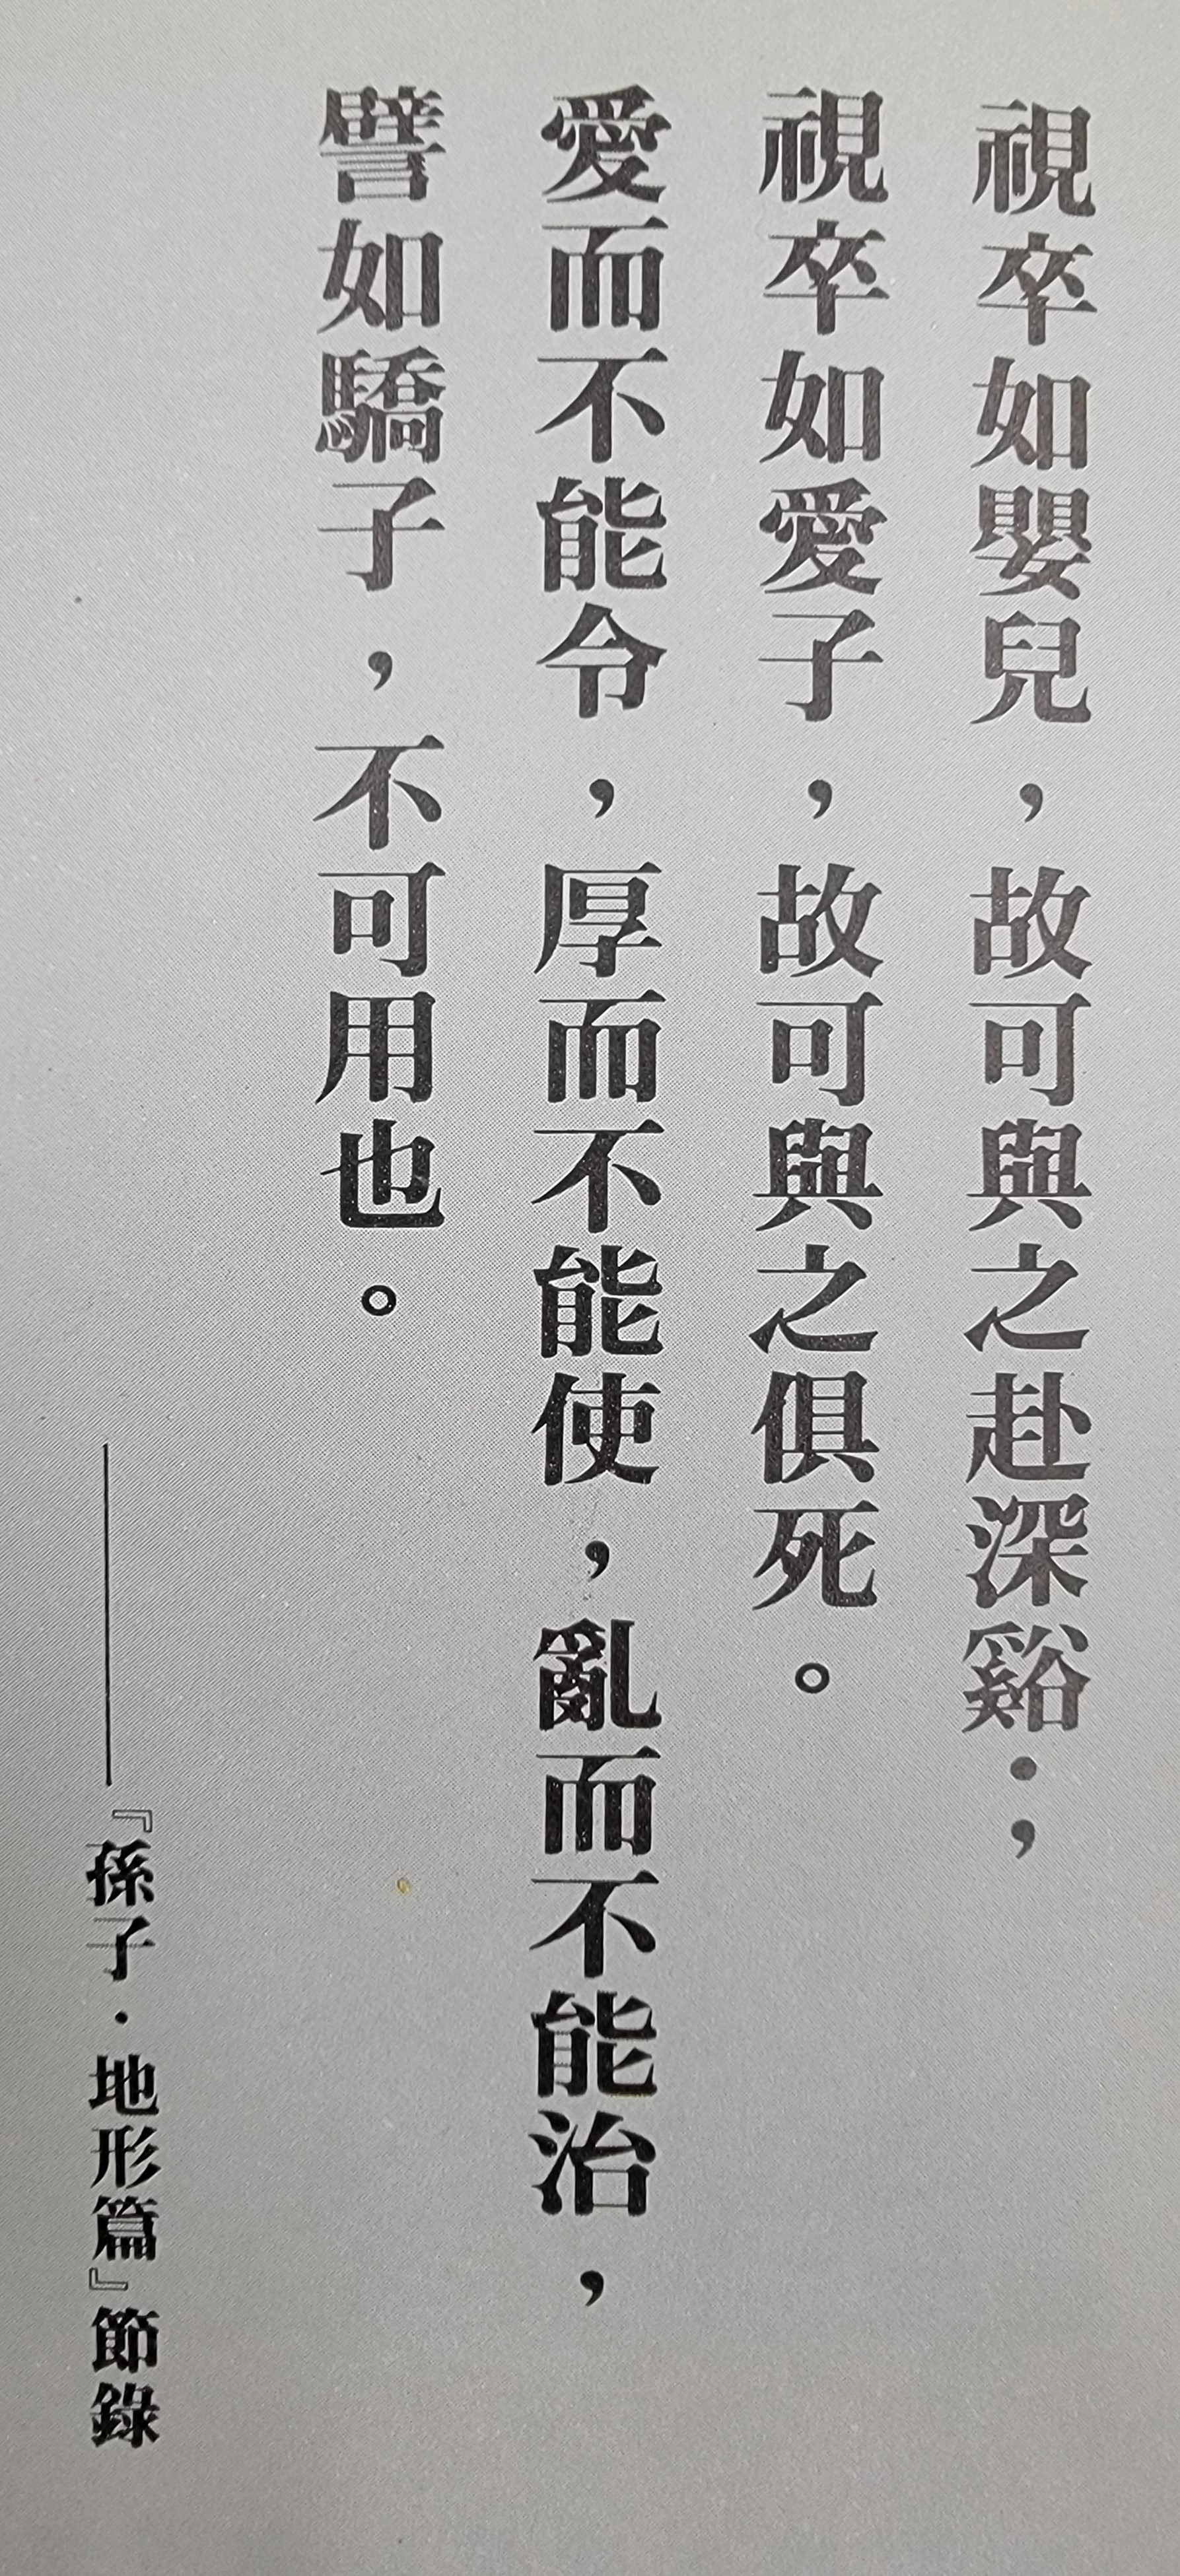 視卒如嬰兒，故可與之赴深谿；
視卒如愛子，故可與之俱死。
愛而不能令，厚而不能使，亂而不能治，
譬如驕子，不可用也。
——『孫子·地形篇』節錄